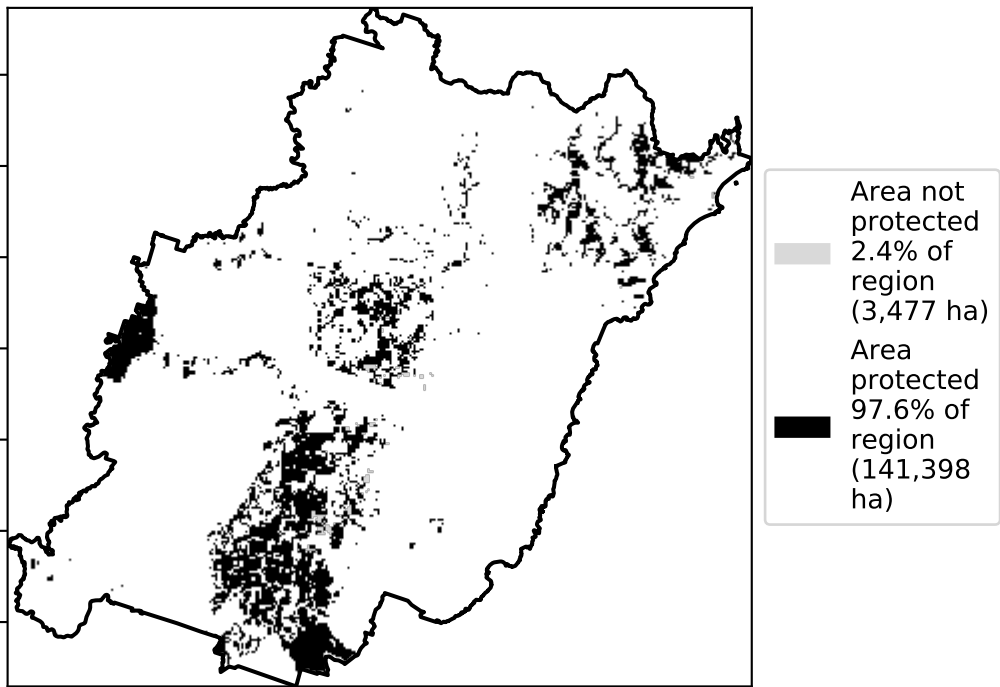 Area not
protected
2.4% of
region
(3,477 ha)
Area
protected
97.6% of
region
(141,398
ha)